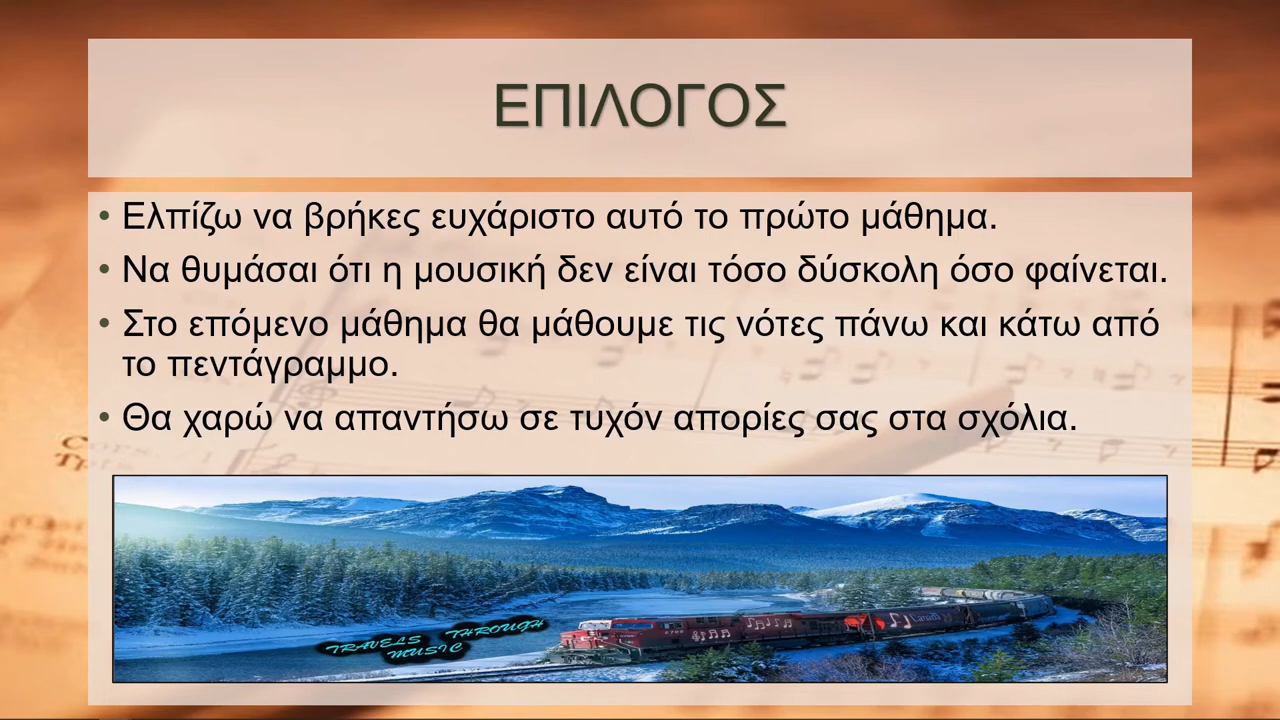 ΕΠΙΛΟΓΟΣ
• Ελπίζω να βρήκες ευχάριστο αυτό το πρώτο μάθημα.
• Να θυμάσαι ότι η μουσική δεν είναι τόσο δύσκολη όσο φαίνεται.
• Στο επόμενο μάθημα θα μάθουμε τις νότες πάνω και κάτω από
το πεντάγραμμο.
• Θα χαρώ να απαντήσω σε τυχόν απορίες σας στα σχόλια.
TRAVELS THROUGH
MUSIC
Canada